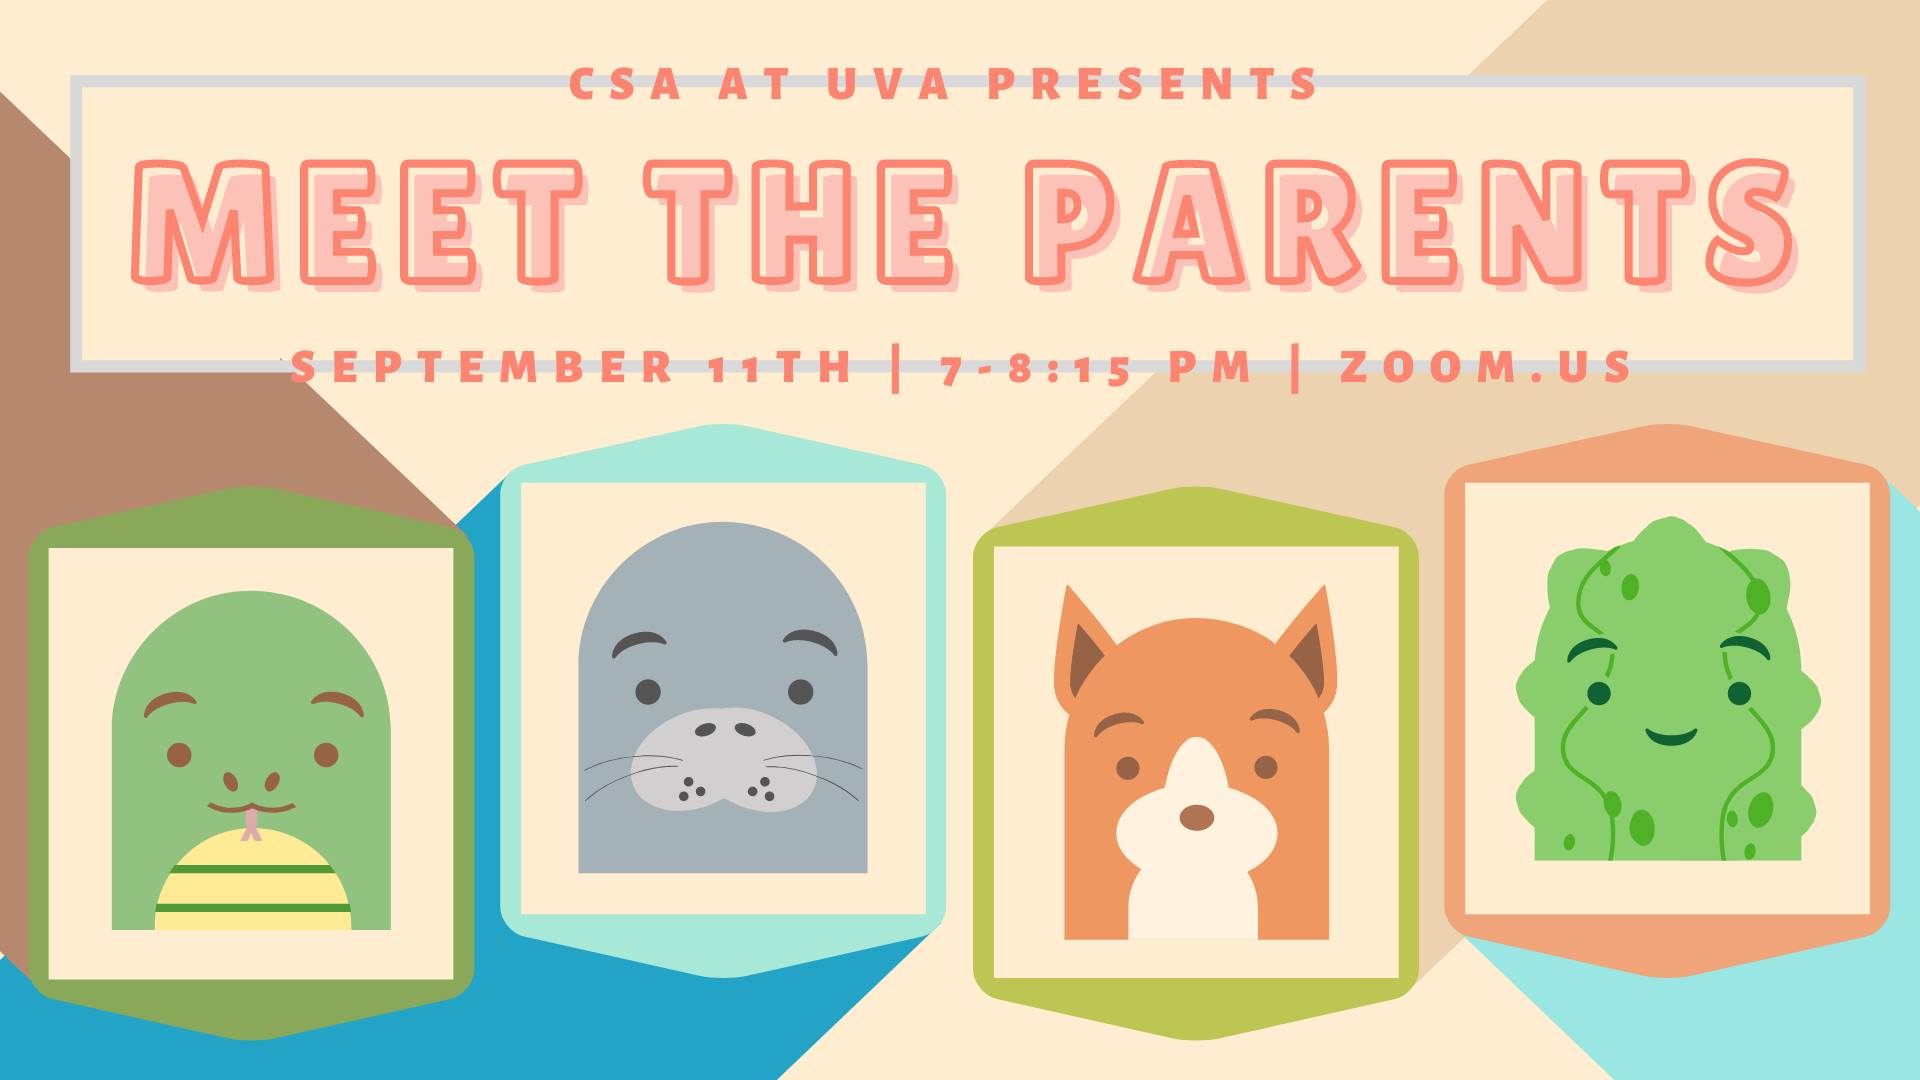 CSA AT UVA PRESENTS
MEET THE PARENTS
SEPTEMBER 11TH | 7-8:15 PM | ZOOM.US